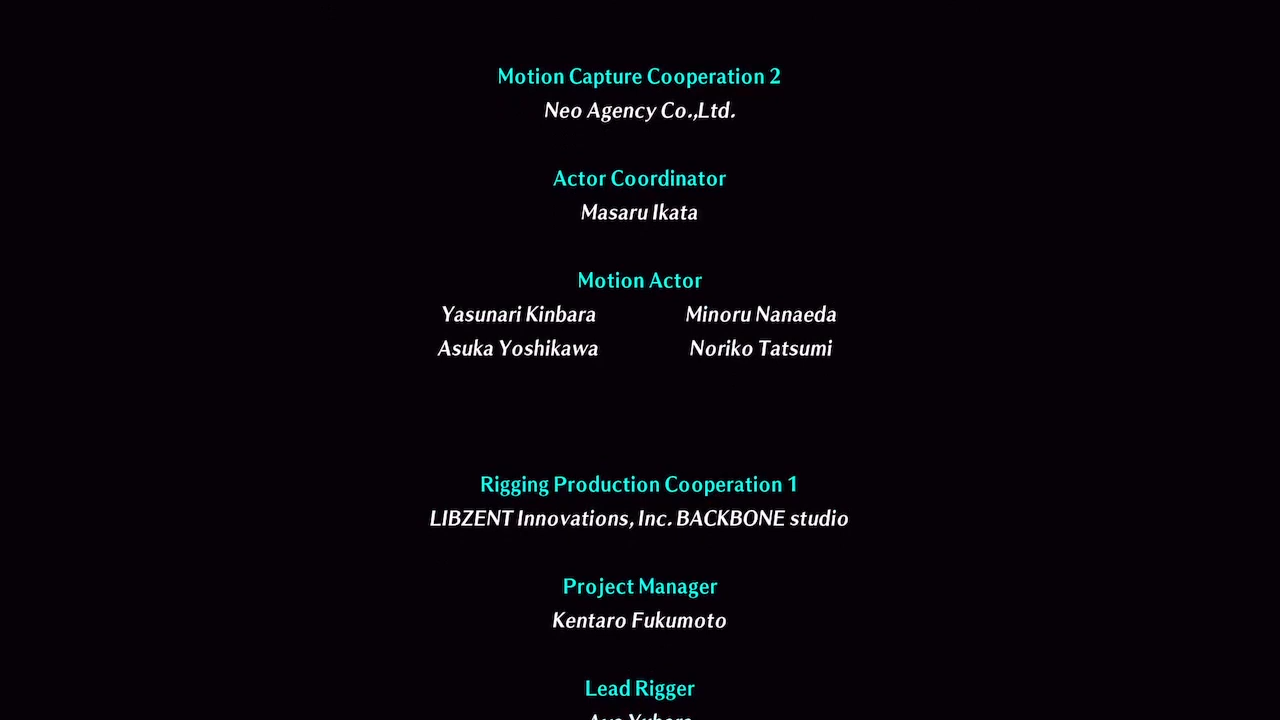 Motion Capture Cooperation 2
Neo Agency Co.,Ltd.
Actor Coordinator
Masaru Ikata
Motion Actor
Yasunari Kinbara Minoru Nanaeda
Asuka Yoshikawa Noriko Tatsumi
Rigging Production Cooperation 1
LIBZENT Innovations, Inc. BACKBONE studio
Project Manager
Kentaro Fukumoto
Lead Rigger